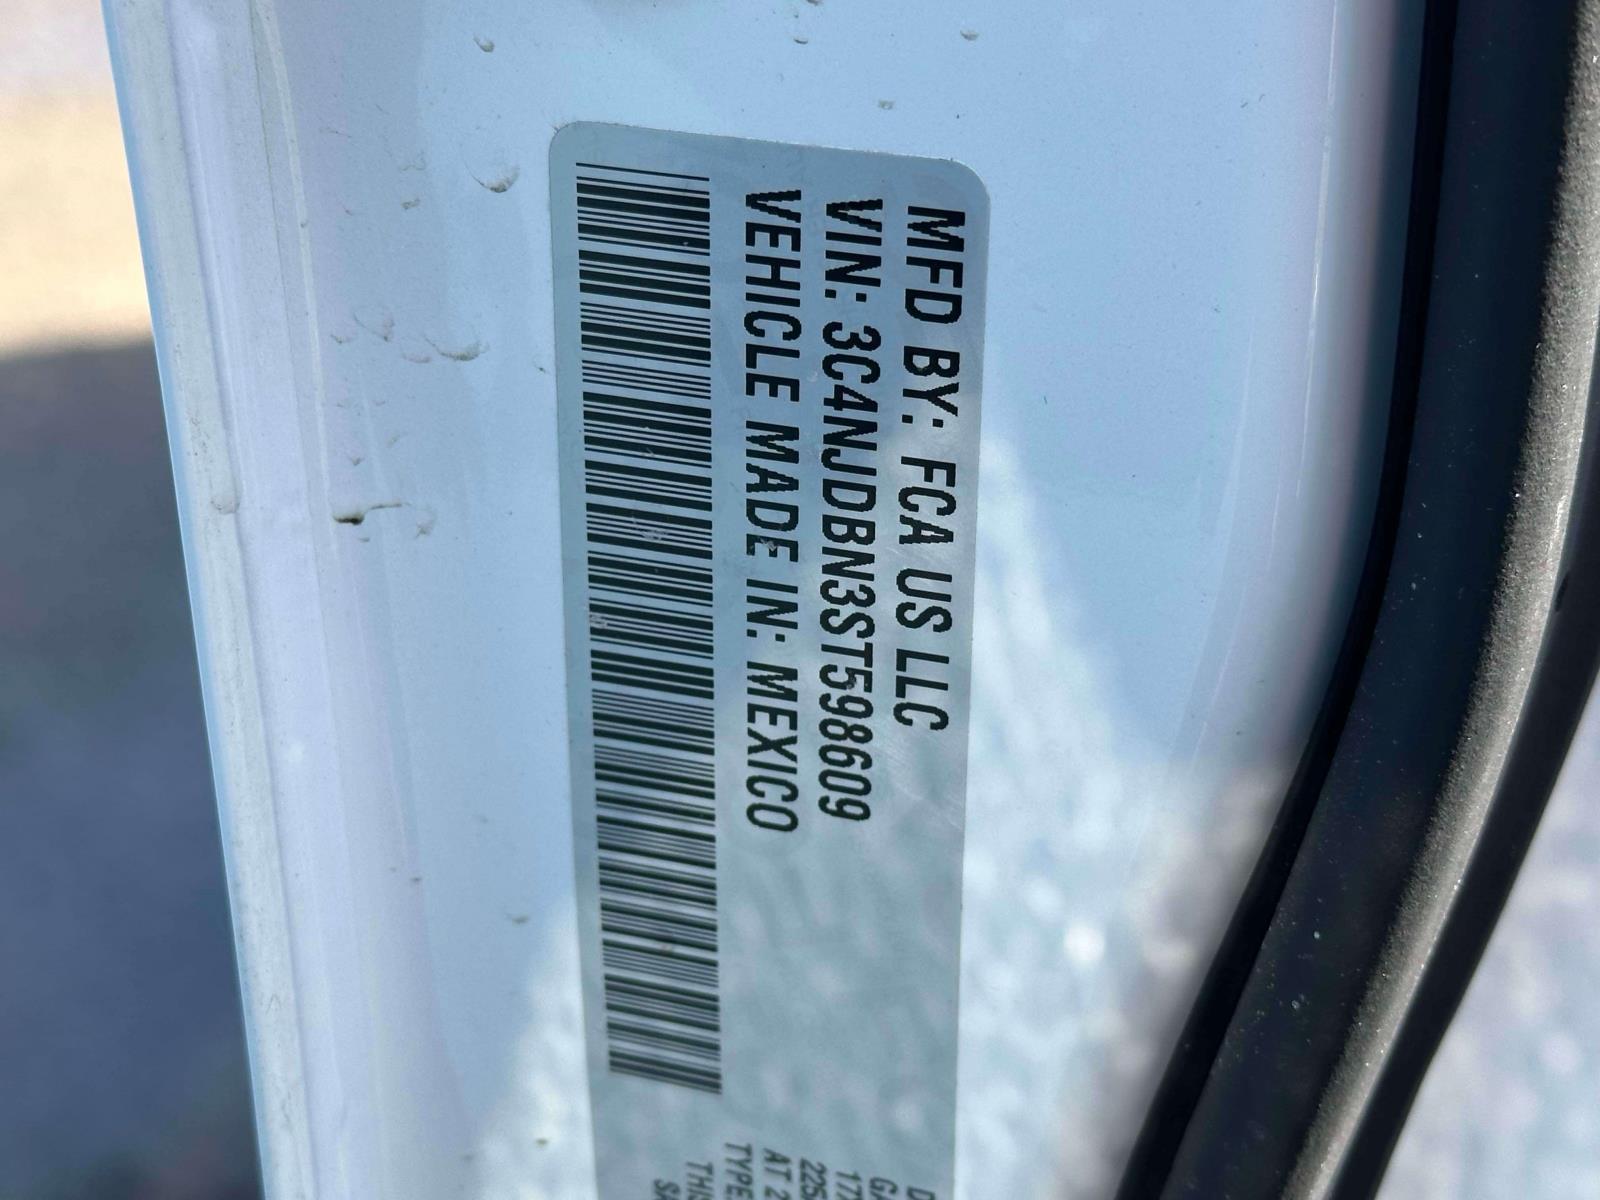 MFD BY: FCA US LLC
VIN: 3C4NJDBN3ST598609
VEHICLE MADE IN: MEXICO